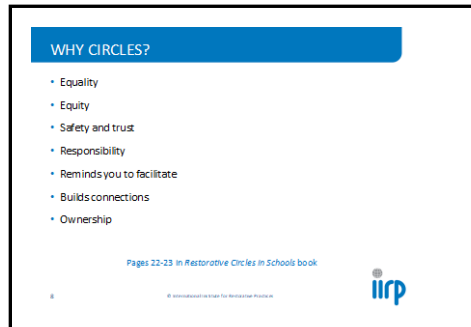 WHY CIRCLES?
• Equality
• Equity
• Safety and trust
• Responsibility
• Reminds you to facilitate
• Builds connections
• Ownership
Pages 22-23 in Restorative Circles in Schools book
© International Institute for Restorative Practices
iirp